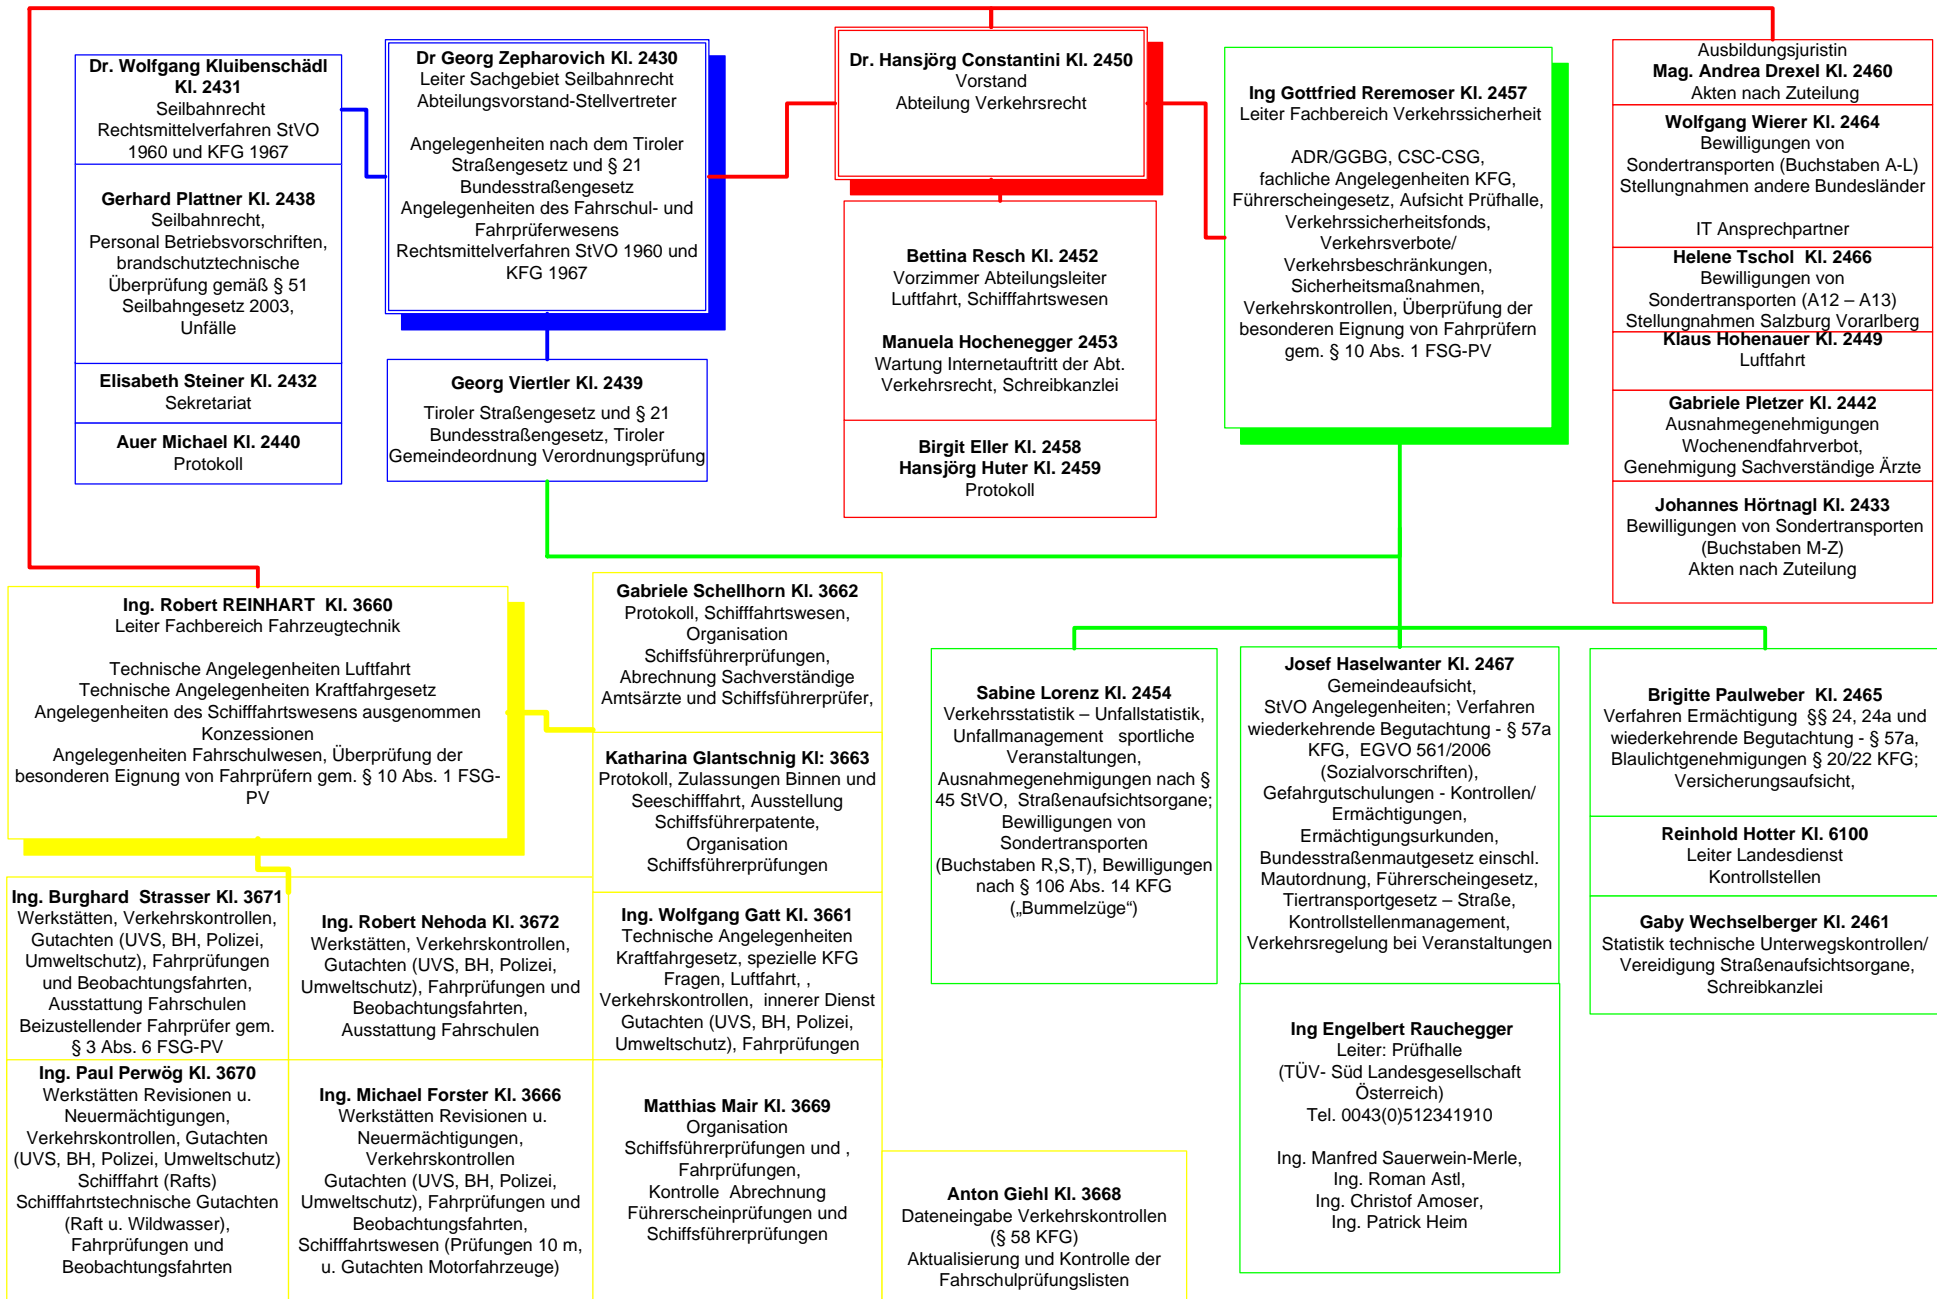 Dr. Wolfgang Kluibenschädl
Kl. 2431
Seilbahnrecht
Rechtsmittelverfahren StVO
1960 und KFG 1967
Gerhard Plattner Kl. 2438
Seilbahnrecht,
Personal Betriebsvorschriften,
brandschutztechnische
Überprüfung gemäß § 51
Seilbahngesetz 2003,
Unfälle
Elisabeth Steiner Kl. 2432
Sekretariat
Auer Michael Kl. 2440
Protokoll
Dr Georg Zepharovich Kl. 2430
Leiter Sachgebiet Seilbahnrecht
Abteilungsvorstand-Stellvertreter
Angelegenheiten nach dem Tiroler
Straßengesetz und § 21
Bundesstraßengesetz
Angelegenheiten des Fahrschul- und
Fahrprüferwesens
Rechtsmittelverfahren StVO 1960 und
KFG 1967
Georg Viertler Kl. 2439
Tiroler Straßengesetz und § 21
Bundesstraßengesetz, Tiroler
Gemeindeordnung Verordnungsprüfung
Dr. Hansjörg Constantini Kl. 2450
Vorstand
Abteilung Verkehrsrecht
Bettina Resch Kl. 2452
Vorzimmer Abteilungsleiter
Luftfahrt, Schifffahrtswesen
Manuela Hochenegger 2453
Wartung Internetauftritt der Abt.
Verkehrsrecht, Schreibkanzlei
Birgit Eller Kl. 2458
Hansjörg Huter Kl. 2459
Protokoll
Ing Gottfried Reremoser Kl. 2457
Leiter Fachbereich Verkehrssicherheit
ADR/GGBG, CSC-CSG,
fachliche Angelegenheiten KFG,
Führerscheingesetz, Aufsicht Prüfhalle,
Verkehrssicherheitsfonds,
Verkehrsverbote/
Verkehrsbeschränkungen,
Sicherheitsmaßnahmen,
Verkehrskontrollen, Überprüfung der
besonderen Eignung von Fahrprüfern
gem. § 10 Abs. 1 FSG-PV
Ausbildungsjuristin
Mag. Andrea Drexel Kl. 2460
Akten nach Zuteilung
Wolfgang Wierer Kl. 2464
Bewilligungen von
Sondertransporten (Buchstaben A-L)
Stellungnahmen andere Bundesländer
IT Ansprechpartner
Helene Tschol  Kl. 2466
Bewilligungen von
Sondertransporten (A12 – A13)
Stellungnahmen Salzburg Vorarlberg
Klaus Hohenauer Kl. 2449
Luftfahrt
Gabriele Pletzer Kl. 2442
Ausnahmegenehmigungen
Wochenendfahrverbot,
Genehmigung Sachverständige Ärzte
Johannes Hörtnagl Kl. 2433
Bewilligungen von Sondertransporten
(Buchstaben M-Z)
Akten nach Zuteilung
Ing. Robert REINHART  Kl. 3660
Leiter Fachbereich Fahrzeugtechnik
Technische Angelegenheiten Luftfahrt
Technische Angelegenheiten Kraftfahrgesetz
Angelegenheiten des Schifffahrtswesens ausgenommen
Konzessionen
Angelegenheiten Fahrschulwesen, Überprüfung der
besonderen Eignung von Fahrprüfern gem. § 10 Abs. 1 FSG-
PV
Gabriele Schellhorn Kl. 3662
Protokoll, Schifffahrtswesen,
Organisation
Schiffsführerprüfungen,
Abrechnung Sachverständige
Amtsärzte und Schiffsführerprüfer,
Katharina Glantschnig Kl: 3663
Protokoll, Zulassungen Binnen und
Seeschifffahrt, Ausstellung
Schiffsführerpatente,
Organisation
Schiffsführerprüfungen
Ing. Burghard  Strasser Kl. 3671
Werkstätten, Verkehrskontrollen,
Gutachten (UVS, BH, Polizei,
Umweltschutz), Fahrprüfungen
und Beobachtungsfahrten,
Ausstattung Fahrschulen
Beizustellender Fahrprüfer gem.
§ 3 Abs. 6 FSG-PV
Ing. Robert Nehoda Kl. 3672
Werkstätten, Verkehrskontrollen,
Gutachten (UVS, BH, Polizei,
Umweltschutz), Fahrprüfungen und
Beobachtungsfahrten,
Ausstattung Fahrschulen
Ing. Wolfgang Gatt Kl. 3661
Technische Angelegenheiten
Kraftfahrgesetz, spezielle KFG
Fragen, Luftfahrt, ,
Verkehrskontrollen,  innerer Dienst
Gutachten (UVS, BH, Polizei,
Umweltschutz), Fahrprüfungen
Ing. Paul Perwög Kl. 3670
Werkstätten Revisionen u.
Neuermächtigungen,
Verkehrskontrollen, Gutachten
(UVS, BH, Polizei, Umweltschutz)
Schifffahrt (Rafts)
Schifffahrtstechnische Gutachten
(Raft u. Wildwasser),
Fahrprüfungen und
Beobachtungsfahrten
Ing. Michael Forster Kl. 3666
Werkstätten Revisionen u.
Neuermächtigungen,
Verkehrskontrollen
Gutachten (UVS, BH, Polizei,
Umweltschutz), Fahrprüfungen und
Beobachtungsfahrten,
Schifffahrtswesen (Prüfungen 10 m,
u. Gutachten Motorfahrzeuge)
Matthias Mair Kl. 3669
Organisation
Schiffsführerprüfungen und ,
Fahrprüfungen,
Kontrolle  Abrechnung
Führerscheinprüfungen und
Schiffsführerprüfungen
Anton Giehl Kl. 3668
Dateneingabe Verkehrskontrollen
(§ 58 KFG)
Aktualisierung und Kontrolle der
Fahrschulprüfungslisten
Sabine Lorenz Kl. 2454
Verkehrsstatistik – Unfallstatistik,
Unfallmanagement   sportliche
Veranstaltungen,
Ausnahmegenehmigungen nach §
45 StVO,  Straßenaufsichtsorgane;
Bewilligungen von
Sondertransporten
(Buchstaben R,S,T), Bewilligungen
nach § 106 Abs. 14 KFG
(„Bummelzüge“)
Josef Haselwanter Kl. 2467
Gemeindeaufsicht,
StVO Angelegenheiten; Verfahren
wiederkehrende Begutachtung - § 57a
KFG,  EGVO 561/2006
(Sozialvorschriften),
Gefahrgutschulungen - Kontrollen/
Ermächtigungen,
Ermächtigungsurkunden,
Bundesstraßenmautgesetz einschl.
Mautordnung, Führerscheingesetz,
Tiertransportgesetz – Straße,
Kontrollstellenmanagement,
Verkehrsregelung bei Veranstaltungen
Ing Engelbert Rauchegger
Leiter: Prüfhalle
(TÜV- Süd Landesgesellschaft
Österreich)
Tel. 0043(0)512341910
Ing. Manfred Sauerwein-Merle,
Ing. Roman Astl,
Ing. Christof Amoser,
Ing. Patrick Heim
Brigitte Paulweber  Kl. 2465
Verfahren Ermächtigung  §§ 24, 24a und
wiederkehrende Begutachtung - § 57a,
Blaulichtgenehmigungen § 20/22 KFG;
Versicherungsaufsicht,
Reinhold Hotter Kl. 6100
Leiter Landesdienst
Kontrollstellen
Gaby Wechselberger Kl. 2461
Statistik technische Unterwegskontrollen/
Vereidigung Straßenaufsichtsorgane,
Schreibkanzlei